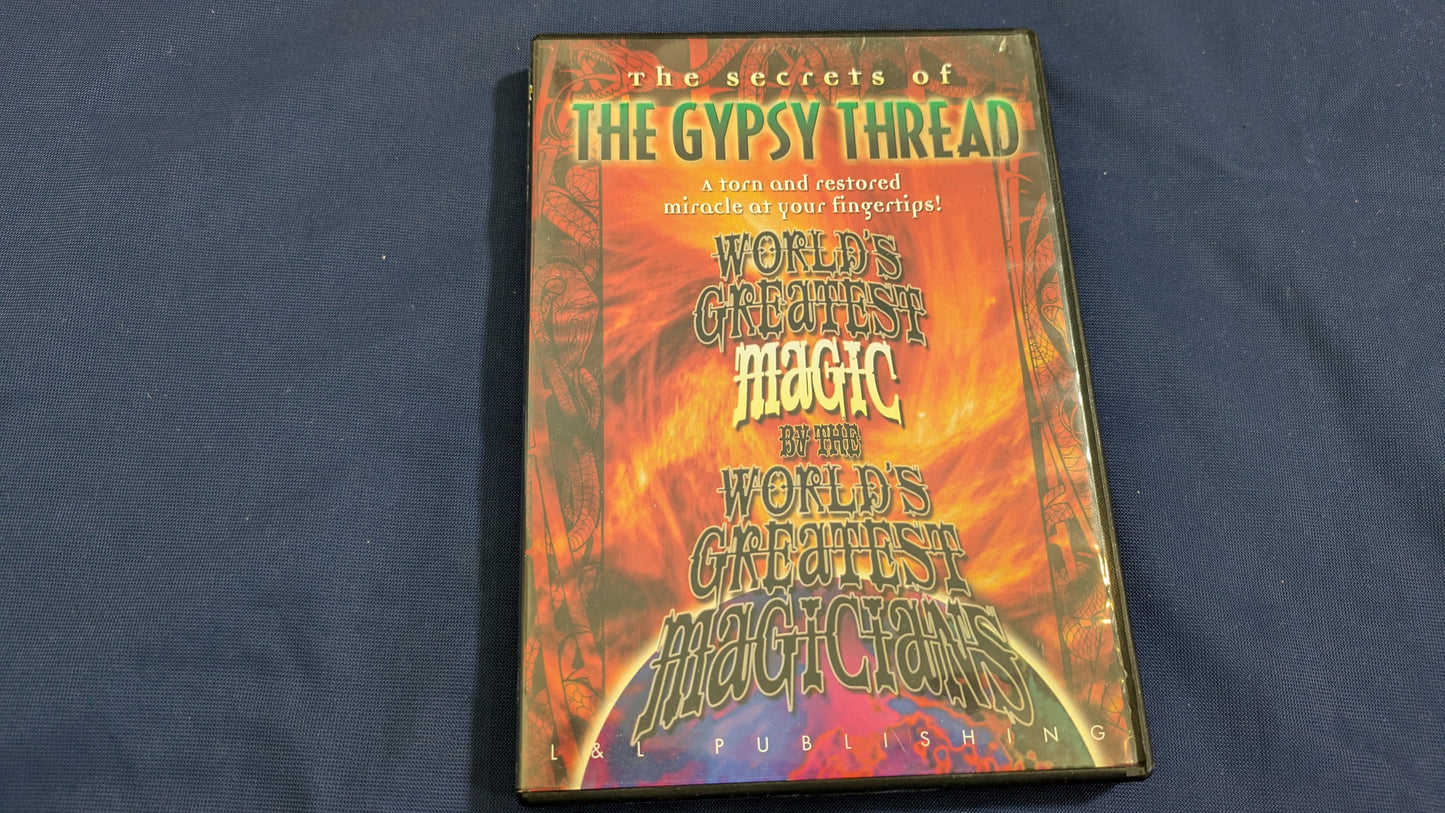 The secrets of
THE GYPSY THREAD
A torn and restored
miracle at your fingertips!
WORLD'S
GREATEST
MAGIC
BY THE
WORLD'S
GREATEST
MAGICIANS
L&L PUBLISHING